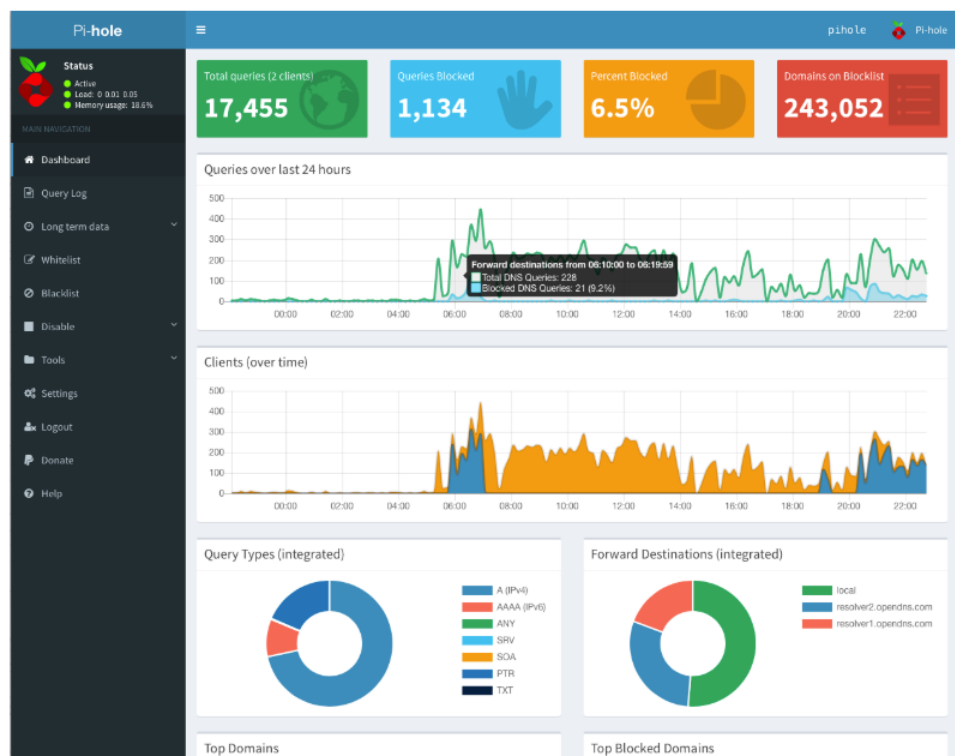 Pi-hole
pihole
Pi-hole
Status
Active
Load: 0 0.01 0.05
Memory usage: 18.6%
MAIN NAVIGATION
Dashboard
Query Log
Long term data
Whitelist
Blacklist
Disable
Tools
Settings
Logout
Donate
Help
Total queries (2 clients)
17,455
Queries Blocked
1,134
Percent Blocked
6.5%
Domains on Blocklist
243,052
Queries over last 24 hours
500
400
300
200
100
0
Forward destinations from 06:10:00 to 06:19:59
Total DNS Queries: 228
Blocked DNS Queries: 21 (9.2%)
00:00 02:00 04:00 06:00 08:00 10:00 12:00 14:00 16:00 18:00 20:00 22:00
Clients (over time)
500
400
300
200
100
0
00:00 02:00 04:00 06:00 08:00 10:00 12:00 14:00 16:00 18:00 20:00 22:00
Query Types (integrated)
A (IPv4)
AAAA (IPv6)
ANY
SRV
SOA
PTR
TXT
Forward Destinations (integrated)
local
resolver2.opendns.com
resolver1.opendns.com
Top Domains
Top Blocked Domains